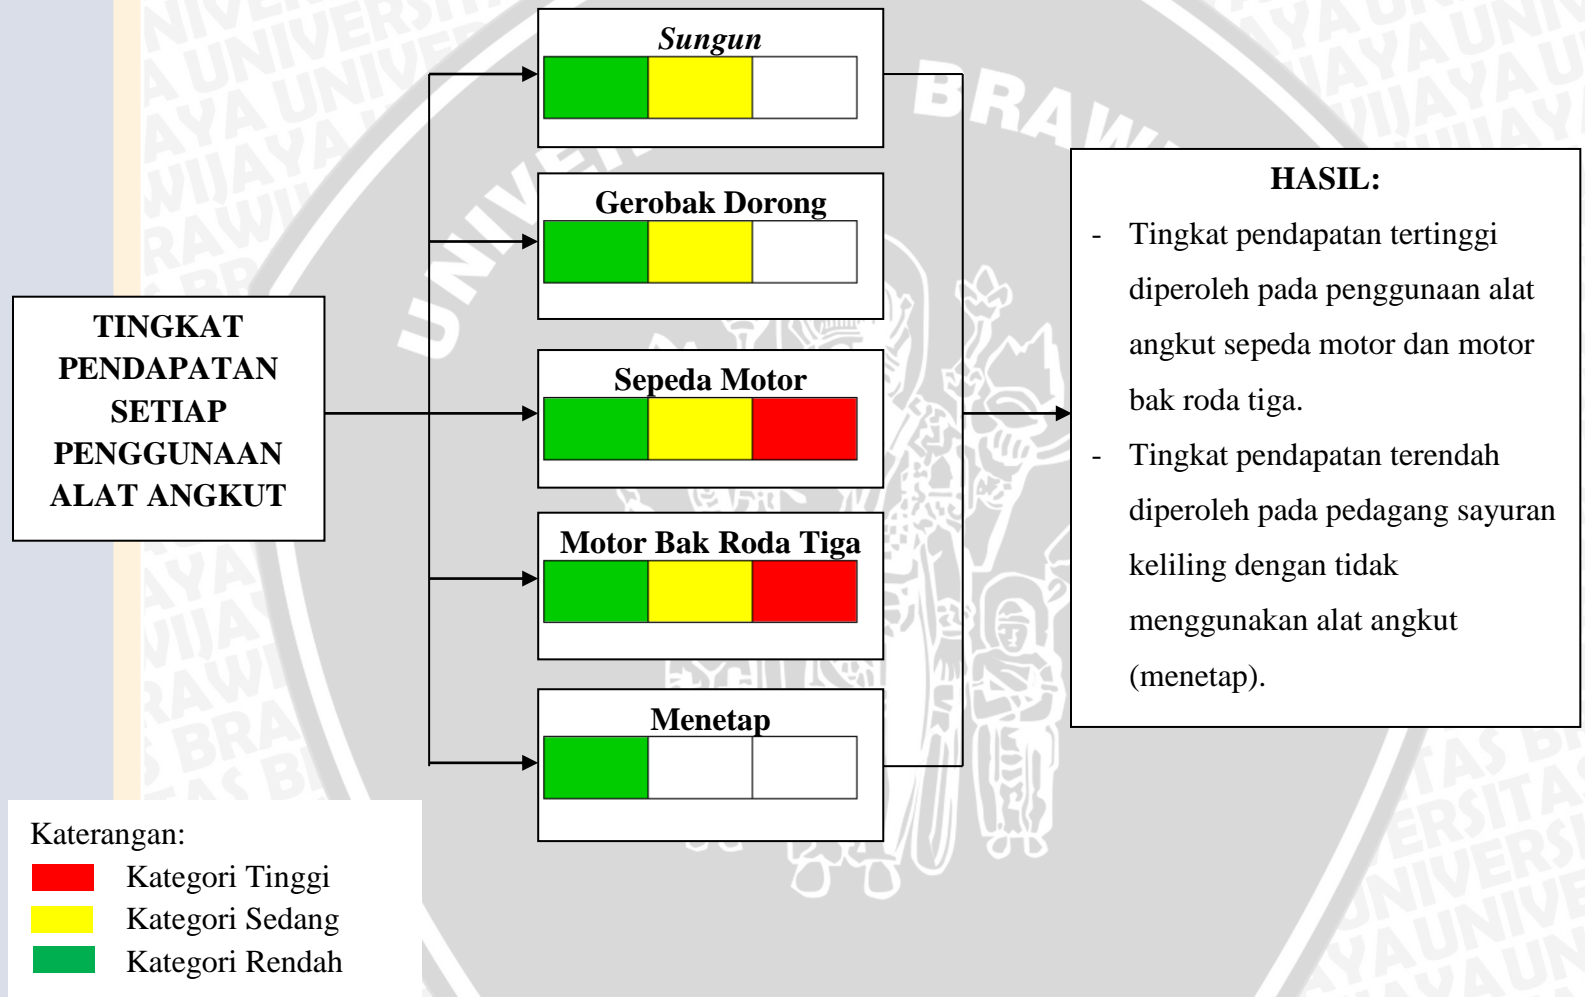 TINGKAT
PENDAPATAN
SETIAP
PENGGUNAAN
ALAT ANGKUT
Sungun
Gerobak Dorong
Sepeda Motor
Motor Bak Roda Tiga
Menetap
HASIL:
- Tingkat pendapatan tertinggi
diperoleh pada penggunaan alat
angkut sepeda motor dan motor
bak roda tiga.
- Tingkat pendapatan terendah
diperoleh pada pedagang sayuran
keliling dengan tidak
menggunakan alat angkut
(menetap).
Katerangan:
Kategori Tinggi
Kategori Sedang
Kategori Rendah